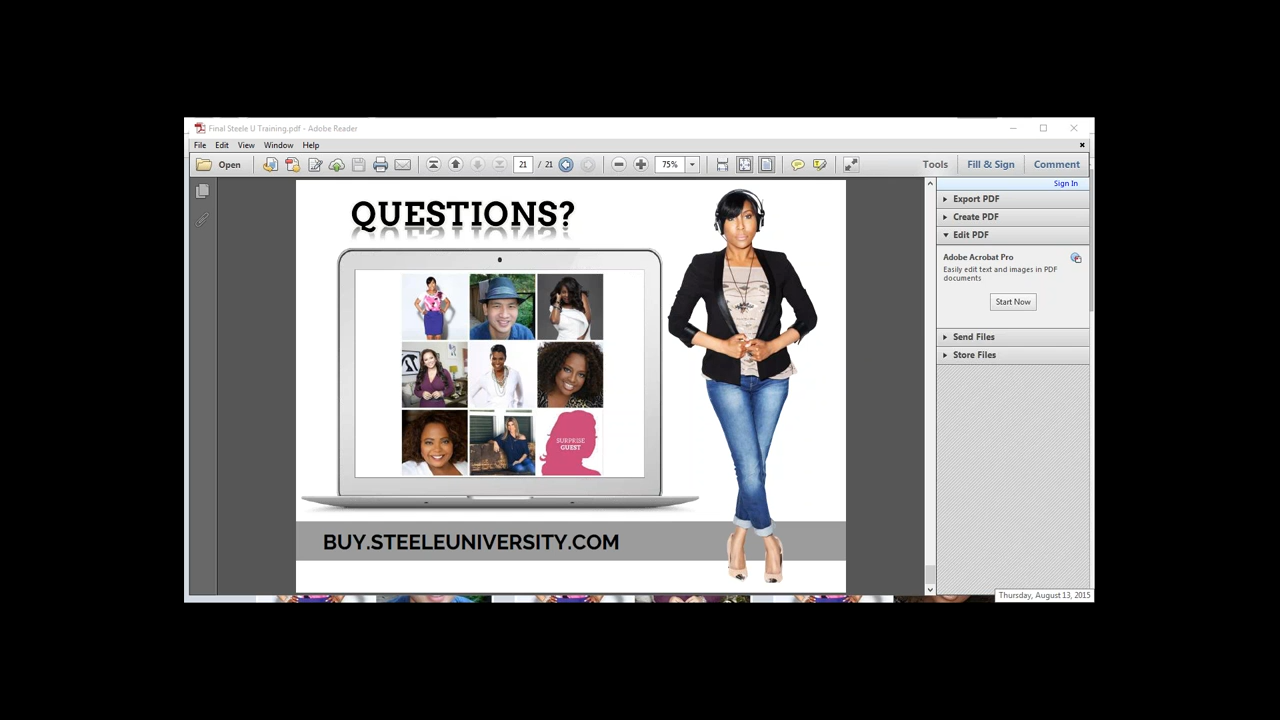 Final Steele U Training.pdf - Adobe Reader
File Edit View Window Help
Open 21 / 21 75% Tools Fill & Sign Comment
Sign In
Export PDF
Create PDF
Edit PDF
Adobe Acrobat Pro
Easily edit text and images in PDF
documents
Start Now
Send Files
Store Files
QUESTIONS?
SURPRISE
GUEST
BUY.STEELEUNIVERSITY.COM
Thursday, August 13, 2015